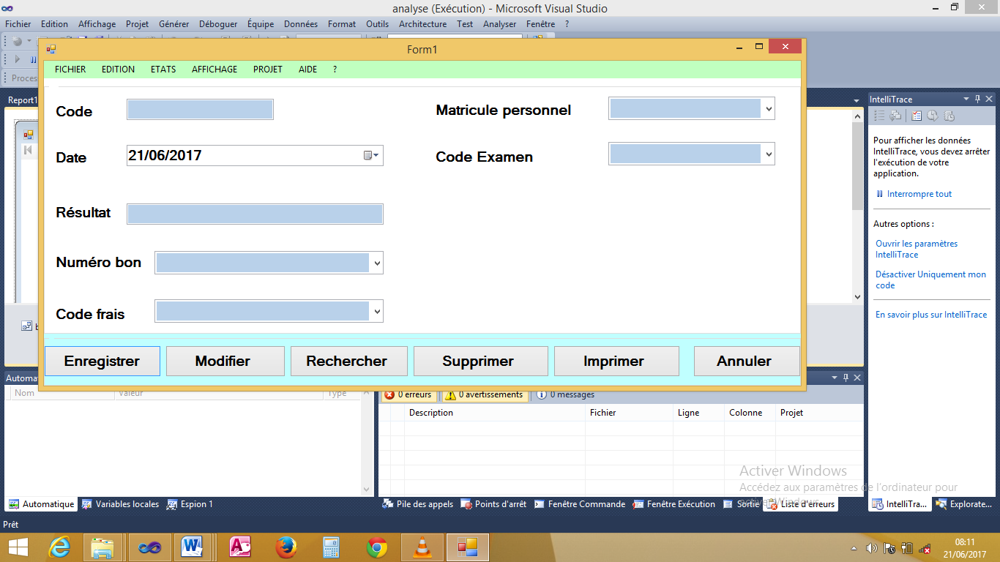 analyse (Exécution) - Microsoft Visual Studio
Fichier Edition Affichage Projet Générer Déboguer Équipe Données Format Outils Architecture Test Analyser Fenêtre ?
Form1
FICHIER EDITION ETATS AFFICHAGE PROJET AIDE ?
Proces
Report1
Code
Matricule personnel
Date 21/06/2017
Code Examen
Résultat
Numéro bon
Code frais
Enregistrer Modifier Rechercher Supprimer Imprimer Annuler
IntelliTrace
Pour afficher les données
IntelliTrace, vous devez arrêter
l'exécution de votre
application.
Interrompre tout
Autres options :
Ouvrir les paramètres
IntelliTrace
Désactiver Uniquement mon
code
En savoir plus sur IntelliTrace
Automat
Nom Valeur Type
0 erreurs 0 avertissements 0 messages
Description Fichier Ligne Colonne Projet
Activer Windows
Accédez aux paramètres de l'ordinateur pour
activer Windows.
Automatique Variables locales Espion 1
Pile des appels Points d'arrêt Fenêtre Commande Fenêtre Exécution Sortie Liste d'erreurs
IntelliTra... Explorate...
Prêt
08:11
21/06/2017